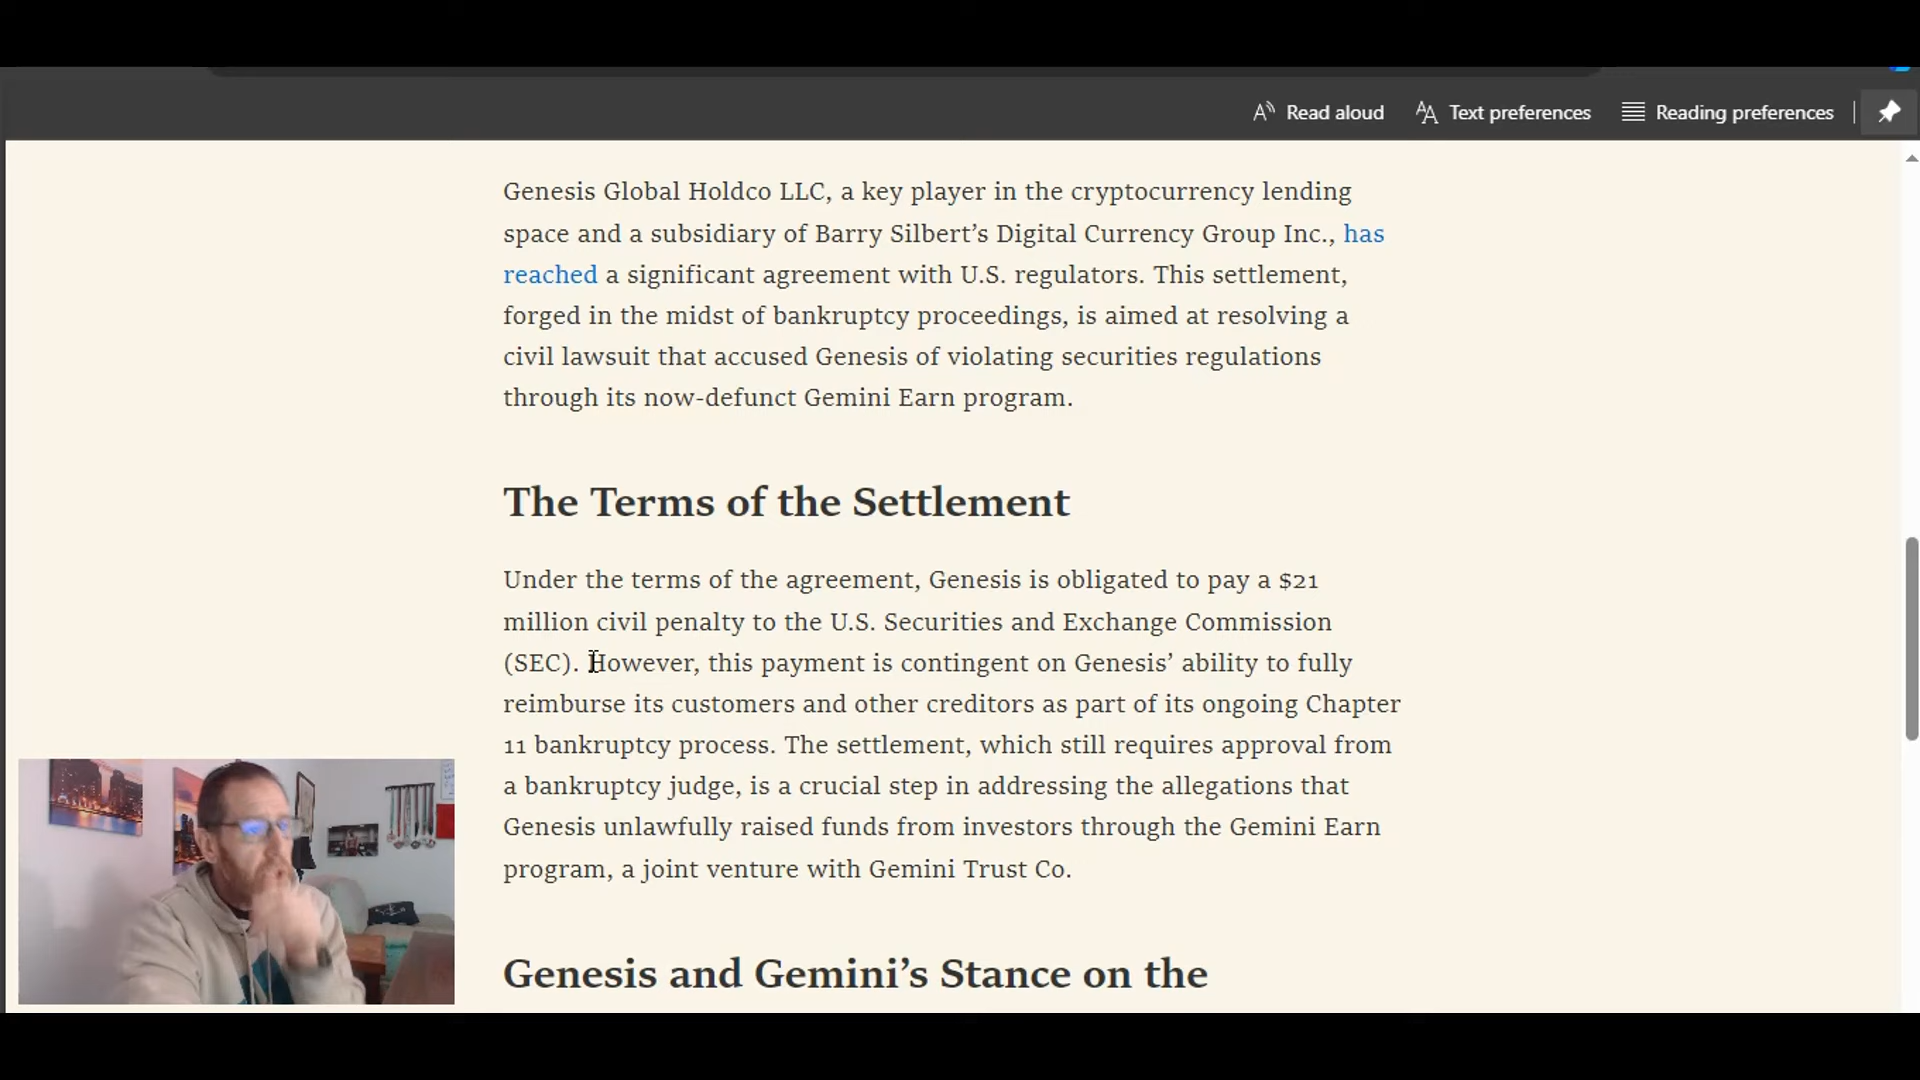 Read aloud
Text preferences
Reading preferences
Genesis Global Holdco LLC, a key player in the cryptocurrency lending
space and a subsidiary of Barry Silbert’s Digital Currency Group Inc., has
reached a significant agreement with U.S. regulators. This settlement,
forged in the midst of bankruptcy proceedings, is aimed at resolving a
civil lawsuit that accused Genesis of violating securities regulations
through its now-defunct Gemini Earn program.
The Terms of the Settlement
Under the terms of the agreement, Genesis is obligated to pay a $21
million civil penalty to the U.S. Securities and Exchange Commission
(SEC). However, this payment is contingent on Genesis’ ability to fully
reimburse its customers and other creditors as part of its ongoing Chapter
11 bankruptcy process. The settlement, which still requires approval from
a bankruptcy judge, is a crucial step in addressing the allegations that
Genesis unlawfully raised funds from investors through the Gemini Earn
program, a joint venture with Gemini Trust Co.
Genesis and Gemini’s Stance on the